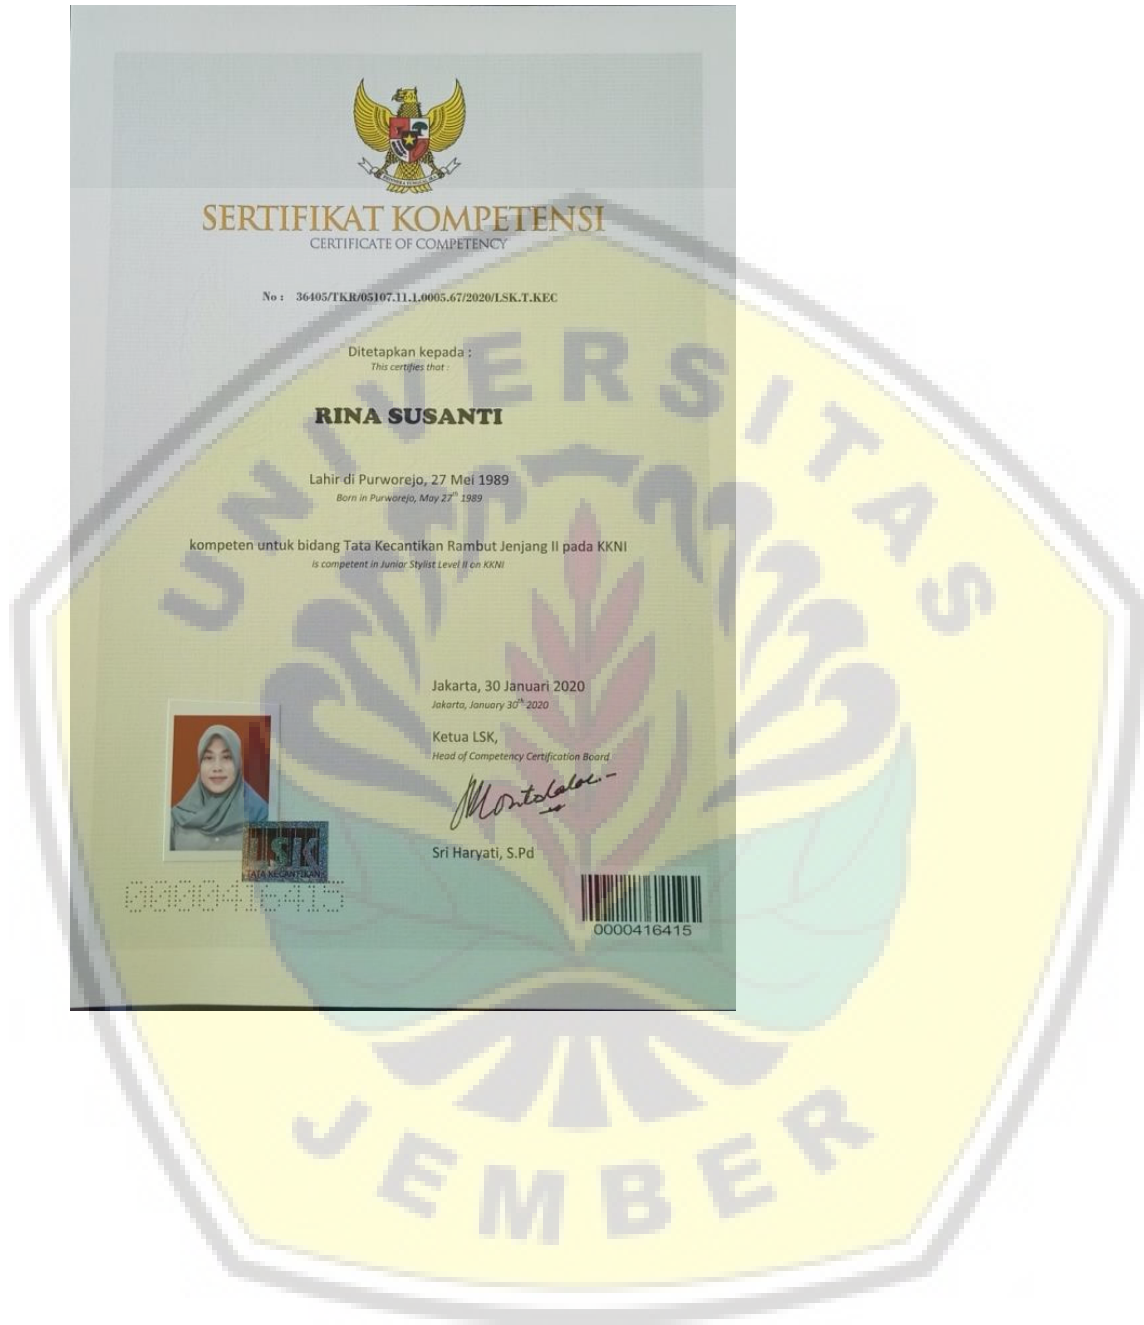 SERTIFIKAT KOMPETENSI
CERTIFICATE OF COMPETENCY
No : 36405/TKR/05107.11.1.0005.67/2020/LSK.T.KEC
Ditetapkan kepada :
This certifies that :
RINA SUSANTI
Lahir di Purworejo, 27 Mei 1989
Born in Purworejo, May 27th 1989
kompeten untuk bidang Tata Kecantikan Rambut Jenjang II pada KKNI
is competent in Junior Stylist Level II on KKNI
Jakarta, 30 Januari 2020
Jakarta, January 30th 2020
Ketua LSK,
Head of Competency Certification Board
Sri Haryati, S.Pd
LSK
TATA KECANTIKAN
0000416415
0000416415
UNIVERSITAS
JEMBER